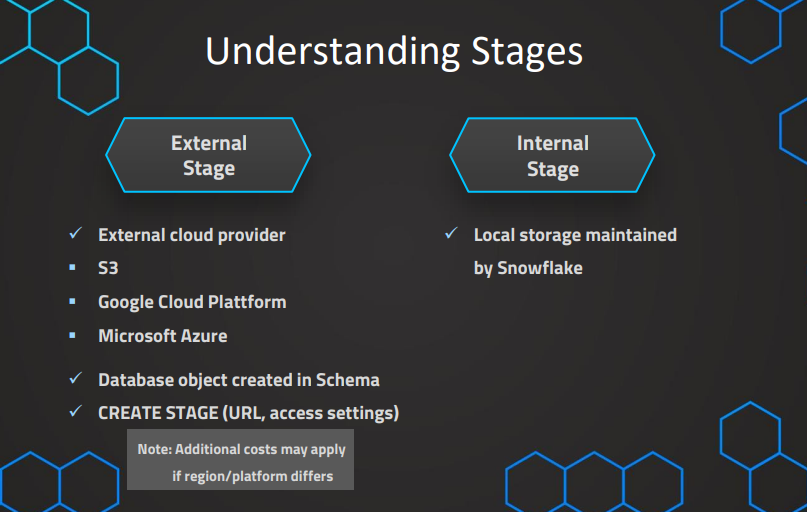 Understanding Stages
External
Stage
External cloud provider
S3
Google Cloud Plattform
Microsoft Azure
Database object created in Schema
CREATE STAGE (URL, access settings)
Note: Additional costs may apply
if region/platform differs
Internal
Stage
Local storage maintained
by Snowflake